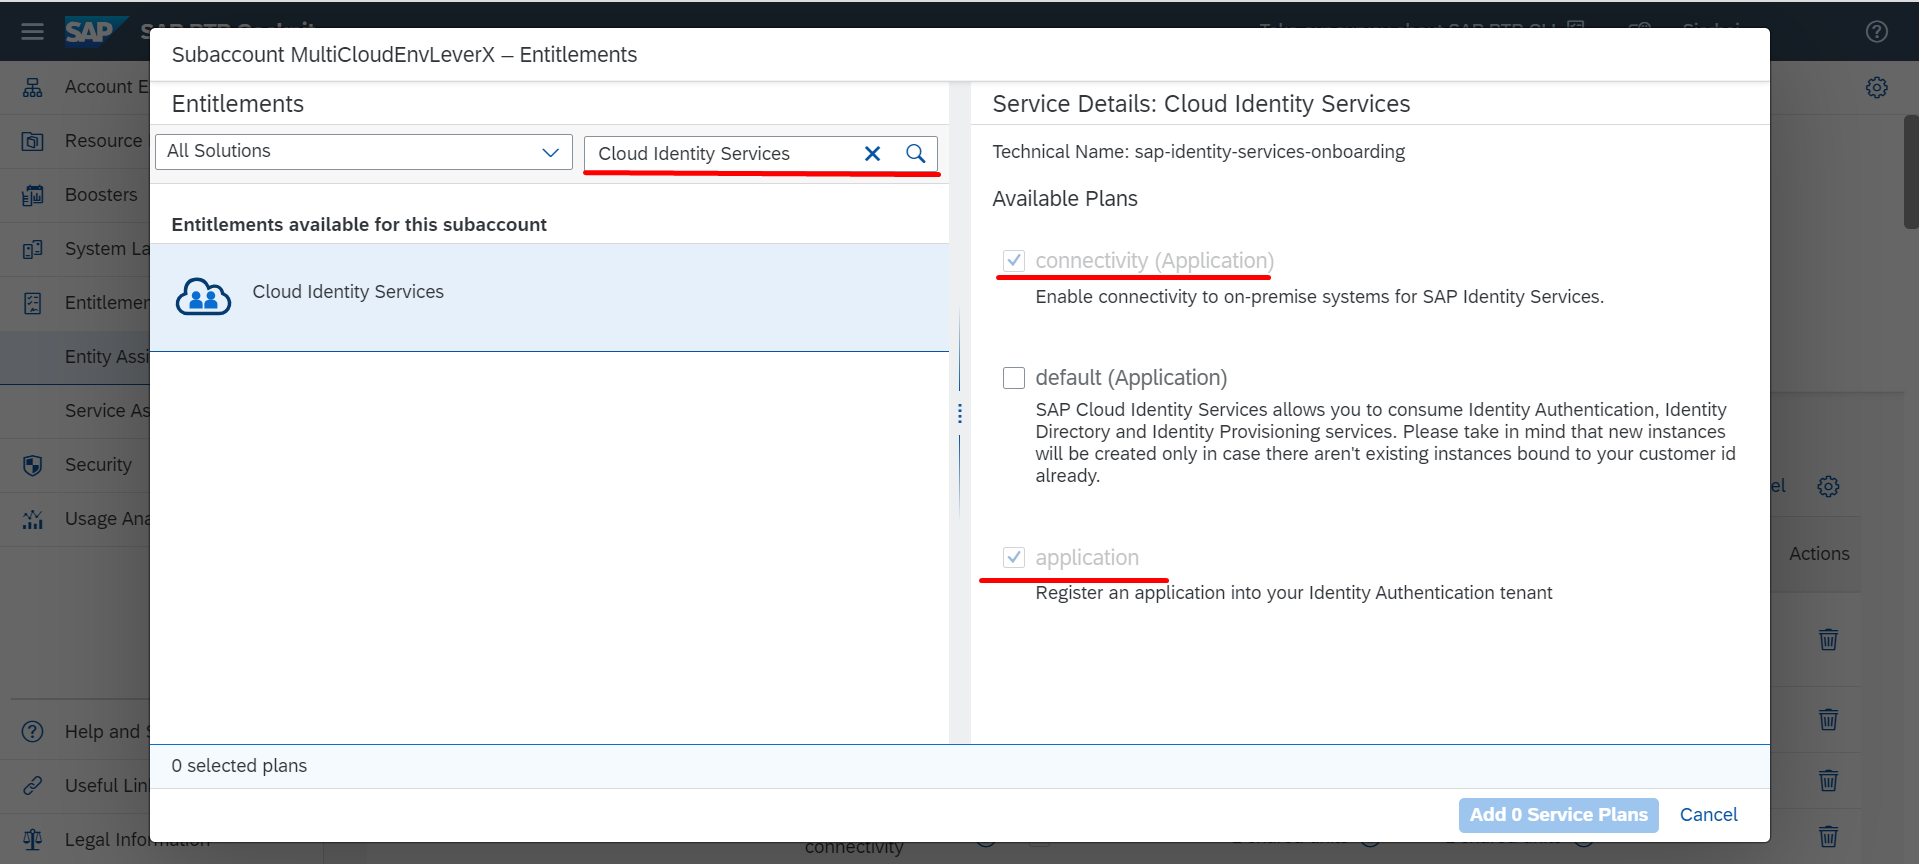 SAP
Subaccount MultiCloudEnvLeverX – Entitlements
Account E
Resource
Boosters
System La
Entitlemen
Entity Assi
Service As
Security
Usage Ana
Help and S
Useful Lin
Legal Information
Entitlements
All Solutions
Cloud Identity Services
Entitlements available for this subaccount
Cloud Identity Services
Service Details: Cloud Identity Services
Technical Name: sap-identity-services-onboarding
Available Plans
connectivity (Application)
Enable connectivity to on-premise systems for SAP Identity Services.
default (Application)
SAP Cloud Identity Services allows you to consume Identity Authentication, Identity
Directory and Identity Provisioning services. Please take in mind that new instances
will be created only in case there aren't existing instances bound to your customer id
already.
application
Register an application into your Identity Authentication tenant
el
Actions
0 selected plans
Add 0 Service Plans
Cancel
connectivity